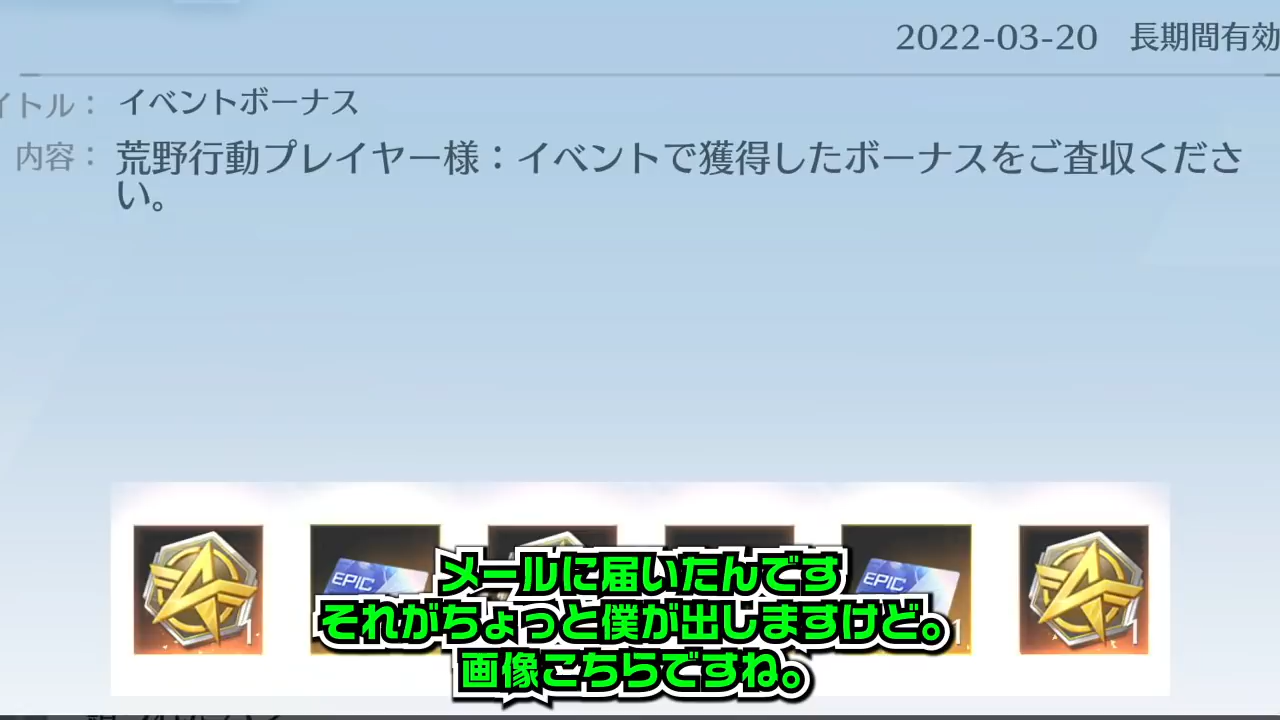 2022-03-20 長期間有効
イトル： イベントボーナス
内容： 荒野行動プレイヤー様：イベントで獲得したボーナスをご査収くださ
い。
EPIC
EPIC
メールに届いたんです
それがちょっと僕が出しますけど。
画像こちらですね。
1
1
1